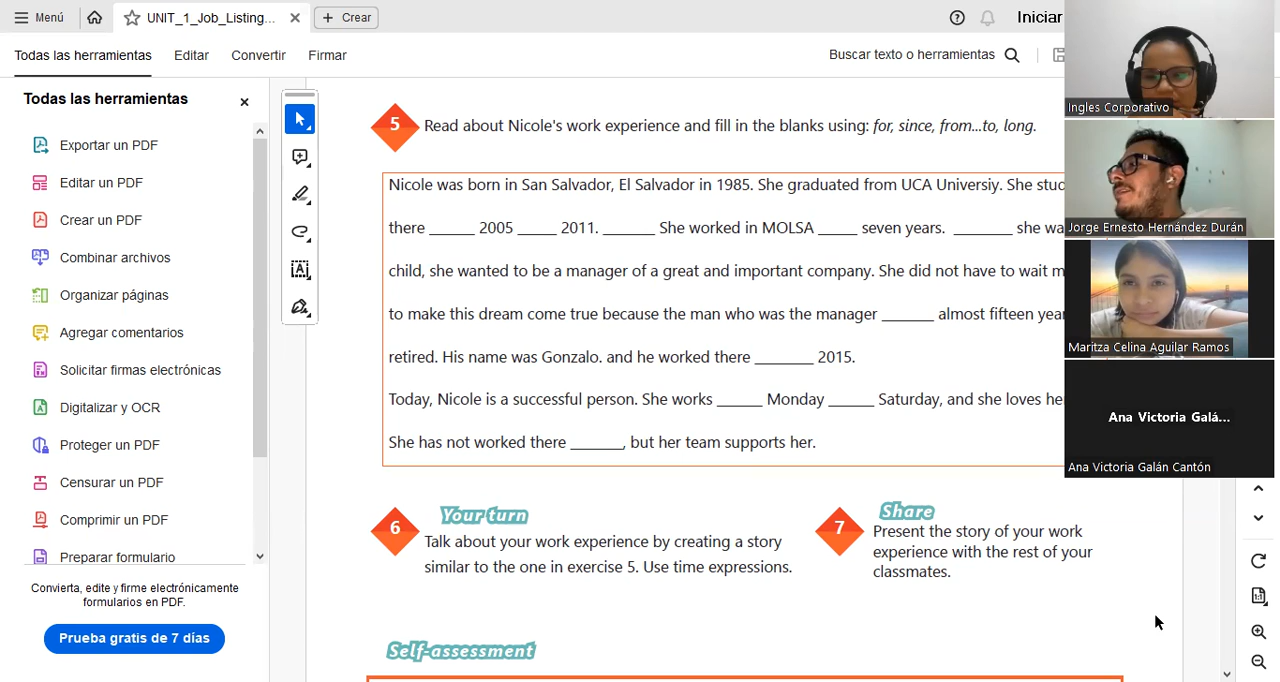 Menú
UNIT_1_Job_Listing...
Crear
Iniciar
Todas las herramientas
Editar
Convertir
Firmar
Buscar texto o herramientas
Todas las herramientas
Exportar un PDF
Editar un PDF
Crear un PDF
Combinar archivos
Organizar páginas
Agregar comentarios
Solicitar firmas electrónicas
Digitalizar y OCR
Proteger un PDF
Censurar un PDF
Comprimir un PDF
Preparar formulario
Convierta, edite y firme electrónicamente
formularios en PDF.
Prueba gratis de 7 días
5 Read about Nicole's work experience and fill in the blanks using: for, since, from...to, long.
Nicole was born in San Salvador, El Salvador in 1985. She graduated from UCA Universiy. She stud
there _____ 2005 _____ 2011. ______ She worked in MOLSA _____ seven years. _______ she wa
child, she wanted to be a manager of a great and important company. She did not have to wait m
to make this dream come true because the man who was the manager ______ almost fifteen year
retired. His name was Gonzalo. and he worked there _______ 2015.
Today, Nicole is a successful person. She works _____ Monday _____ Saturday, and she loves her
She has not worked there ______, but her team supports her.
6 Your turn
Talk about your work experience by creating a story
similar to the one in exercise 5. Use time expressions.
7 Share
Present the story of your work
experience with the rest of your
classmates.
Self-assessment
Ingles Corporativo
Jorge Ernesto Hernández Durán
Maritza Celina Aguilar Ramos
Ana Victoria Galá...
Ana Victoria Galán Cantón
1:1